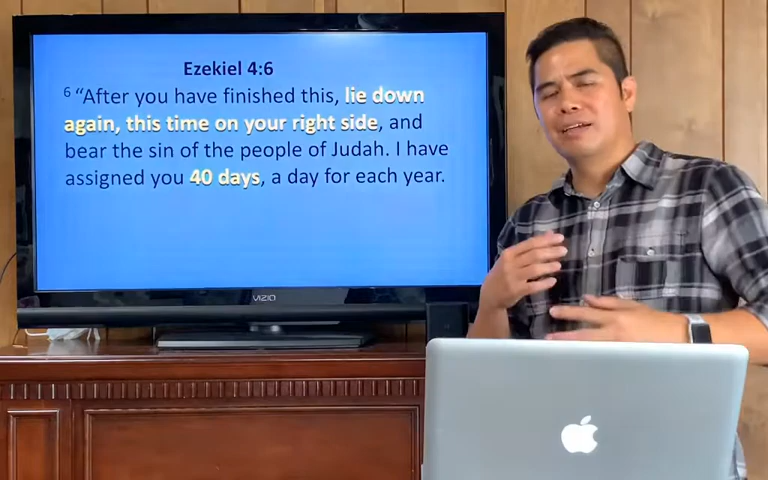 Ezekiel 4:6
6 “After you have finished this, lie down
again, this time on your right side, and
bear the sin of the people of Judah. I have
assigned you 40 days, a day for each year.
VIZIO